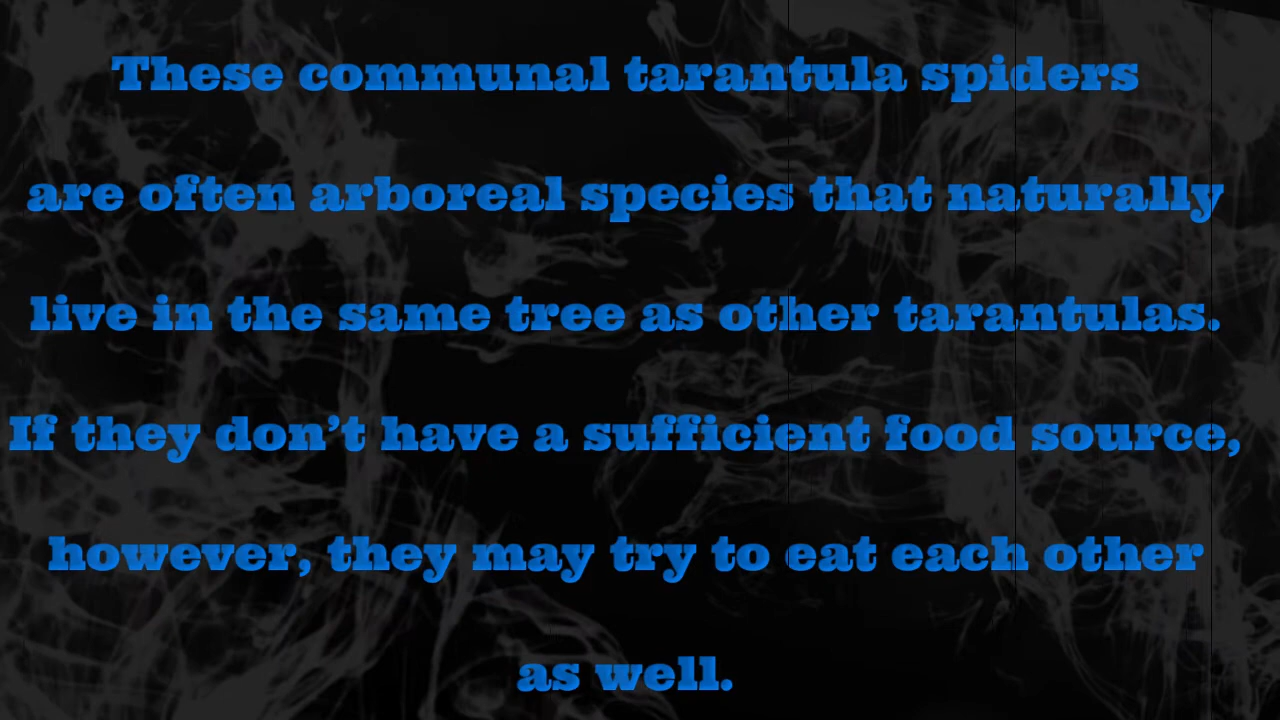 These communal tarantula spiders
are often arboreal species that naturally
live in the same tree as other tarantulas.
If they don’t have a sufficient food source,
however, they may try to eat each other
as well.